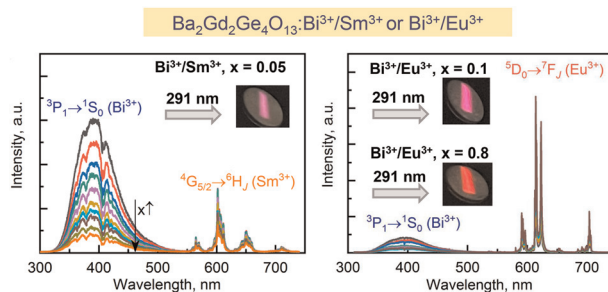 Ba₂Gd₂Ge₄O₁₃:Bi³⁺/Sm³⁺ or Bi³⁺/Eu³⁺
Bi³⁺/Sm³⁺, x = 0.05
³P₁→¹S₀ (Bi³⁺)
291 nm
⁴G₅/₂→⁶H_J (Sm³⁺)
x↑
Intensity, a.u.
300 400 500 600 700
Wavelength, nm
⁵D₀→⁷F_J (Eu³⁺)
Bi³⁺/Eu³⁺, x = 0.1
291 nm
Bi³⁺/Eu³⁺, x = 0.8
291 nm
³P₁→¹S₀ (Bi³⁺)
Intensity, a.u.
300 400 500 600 700
Wavelength, nm